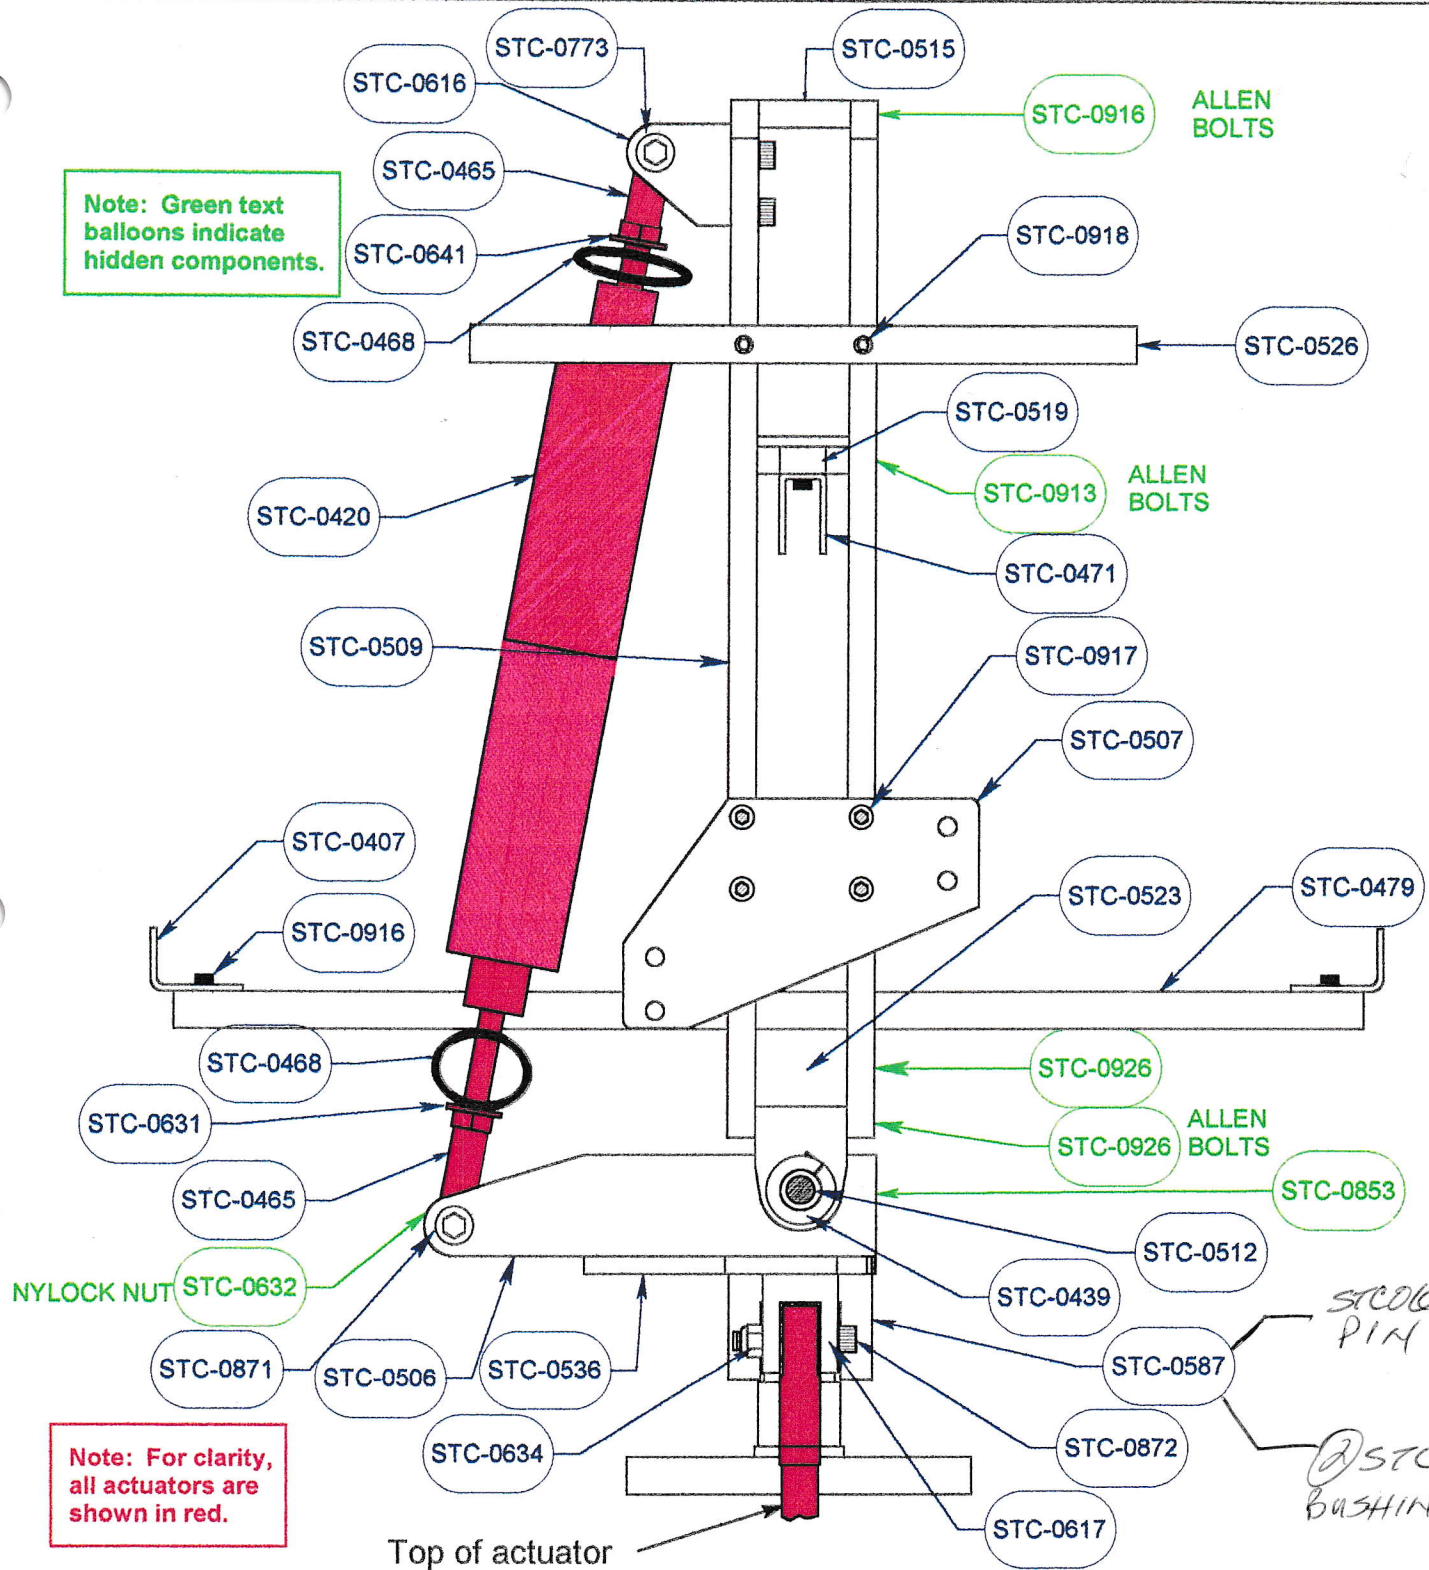 STC-0773
STC-0515
STC-0616
STC-0916
ALLEN
BOLTS
STC-0465
Note: Green text
balloons indicate
hidden components.
STC-0641
STC-0918
STC-0468
STC-0526
STC-0519
STC-0913
ALLEN
BOLTS
STC-0420
STC-0471
STC-0509
STC-0917
STC-0507
STC-0407
STC-0523
STC-0479
STC-0916
STC-0468
STC-0926
STC-0631
STC-0926
ALLEN
BOLTS
STC-0465
STC-0853
STC-0512
NYLOCK NUT
STC-0632
STC-0439
PIN
STC-0871
STC-0506
STC-0536
STC-0587
STC-0634
STC-0872
Note: For clarity,
all actuators are
shown in red.
STC-0617
Top of actuator